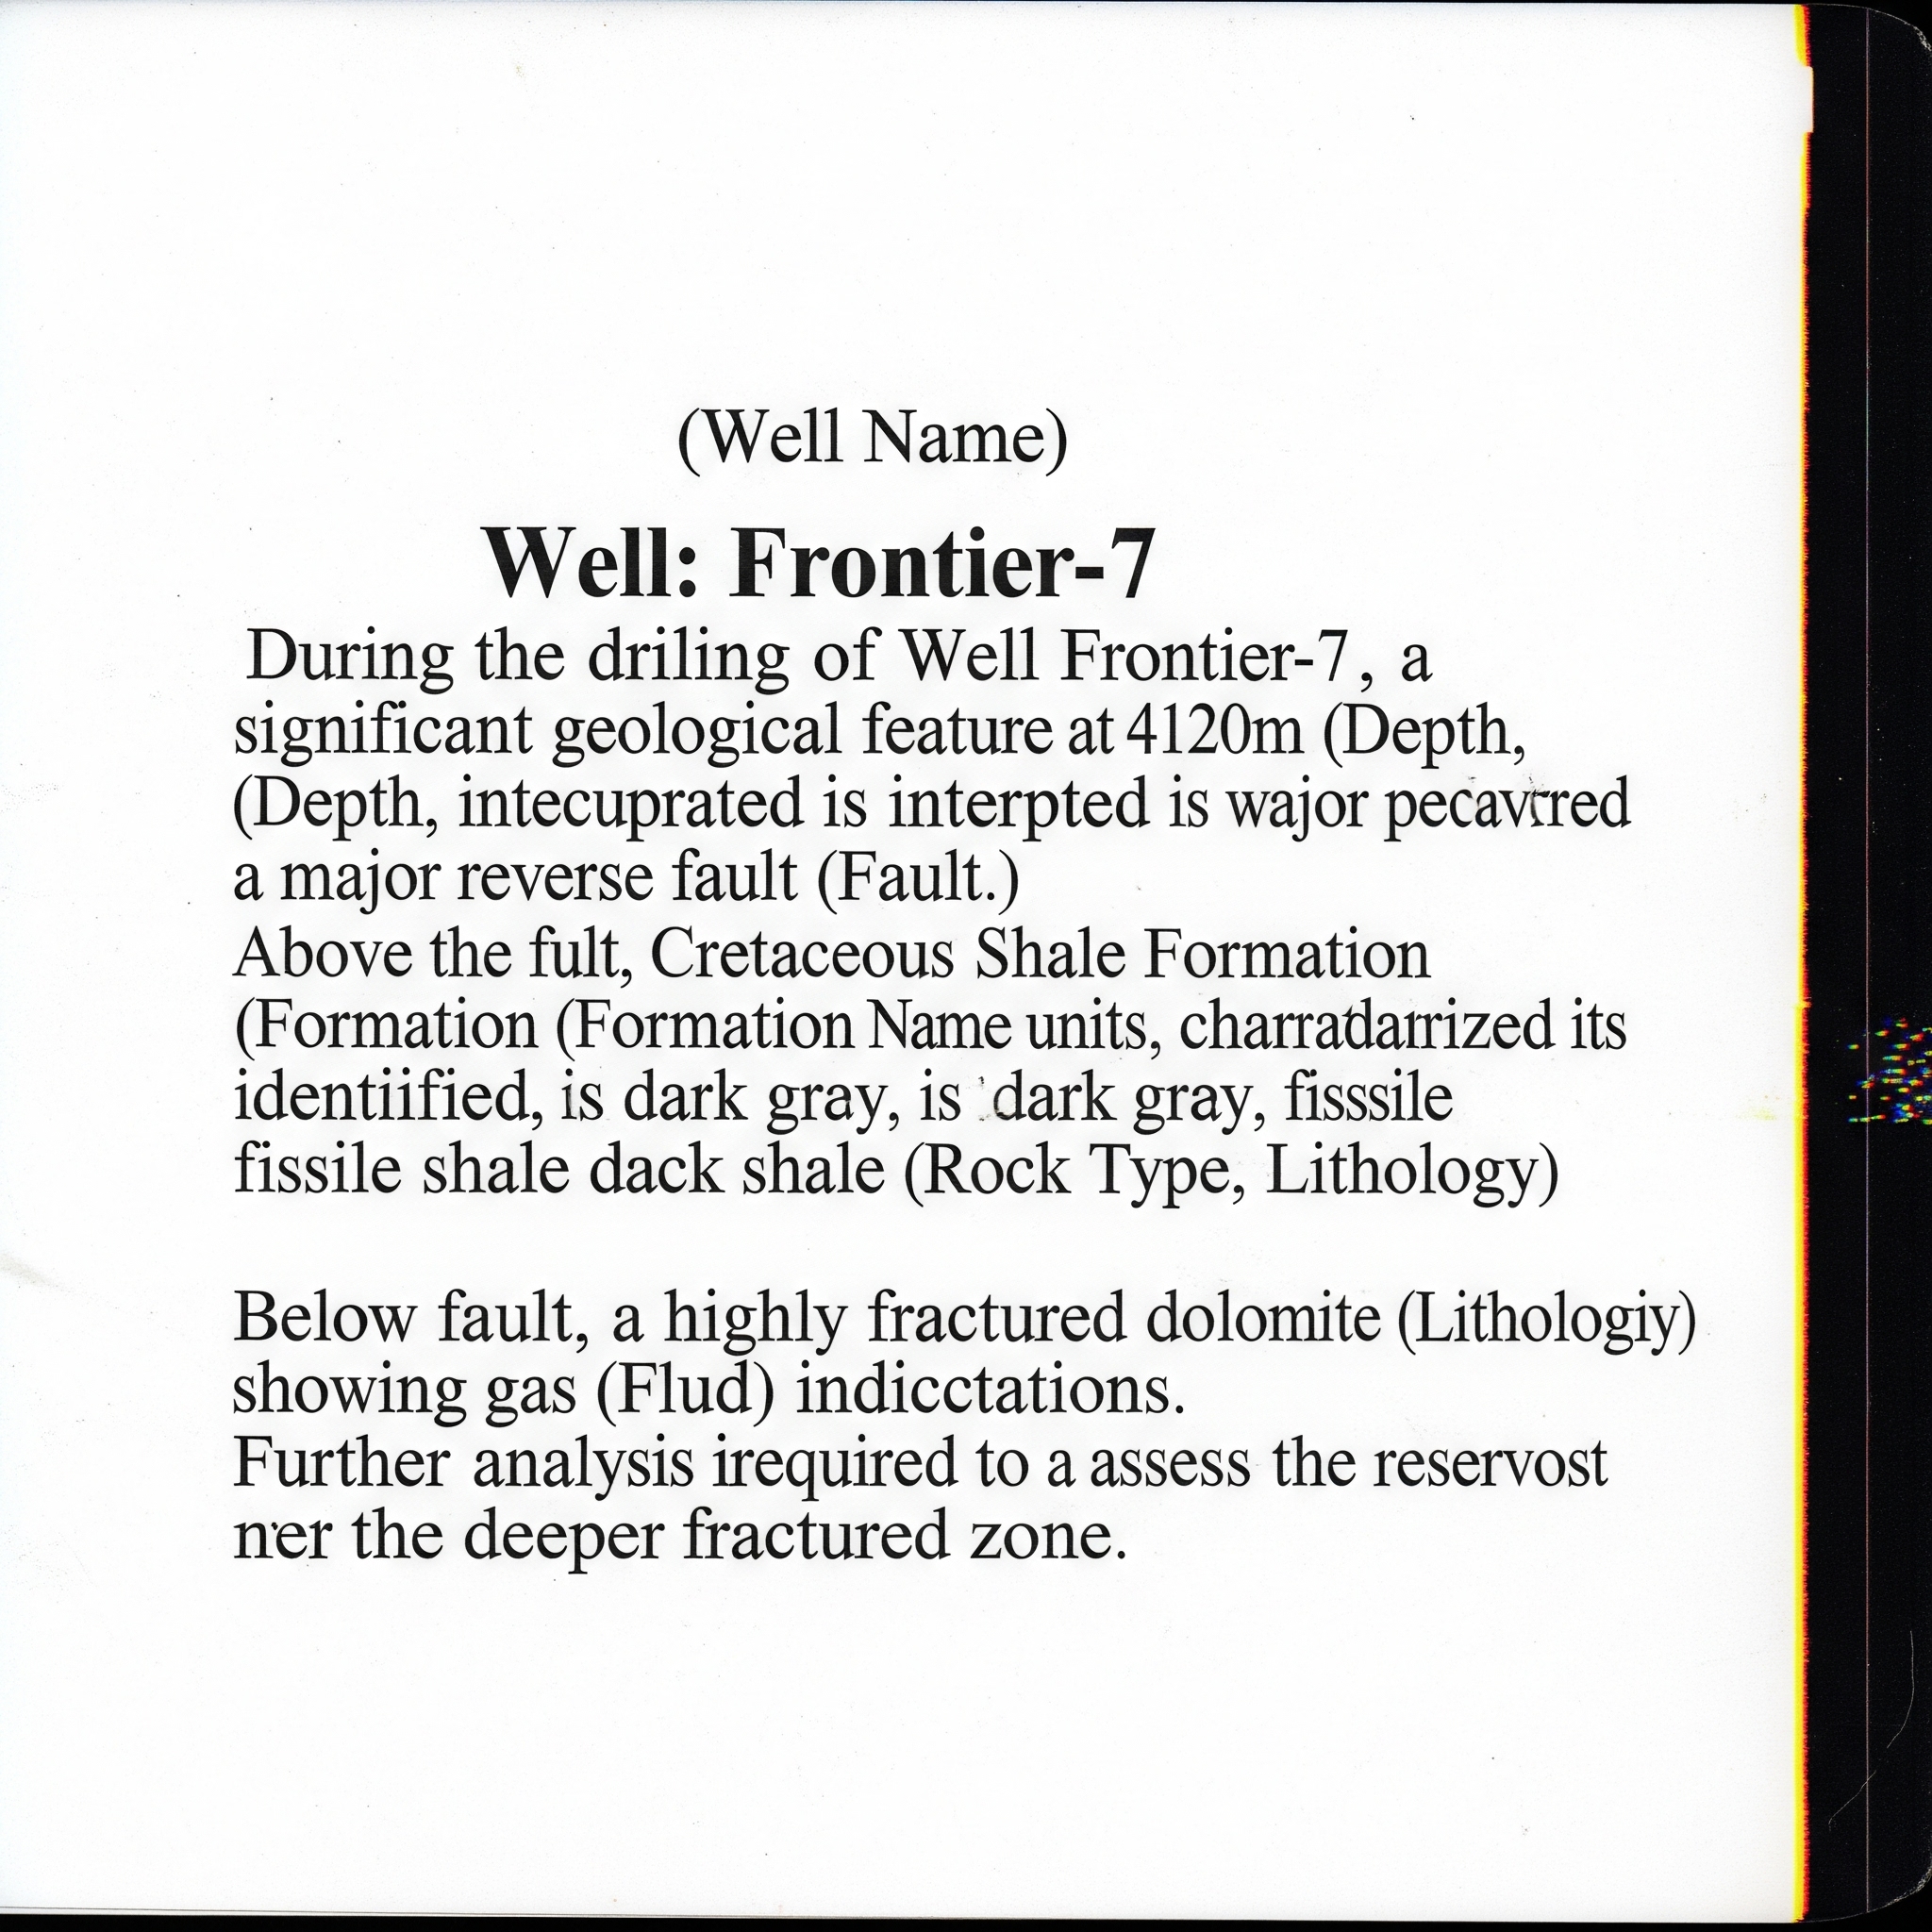 (Well Name)
Well: Frontier-7
During the driling of Well Frontier-7, a
significant geological feature at 4120m (Depth,
(Depth, intecuprated is interpted is wajor
a major reverse fault (Fault.)
Above the fult, Cretaceous Shale Formation
(Formation (Formation Name units, its
identiified, is dark gray, is dark gray, fisssile
fissile shale dack shale (Rock Type, Lithology)
Below fault, a highly fractured dolomite (Lithologiy)
showing gas (Flud) indicctations.
Further analysis irequired to a assess the reservost
the deeper fractured zone.